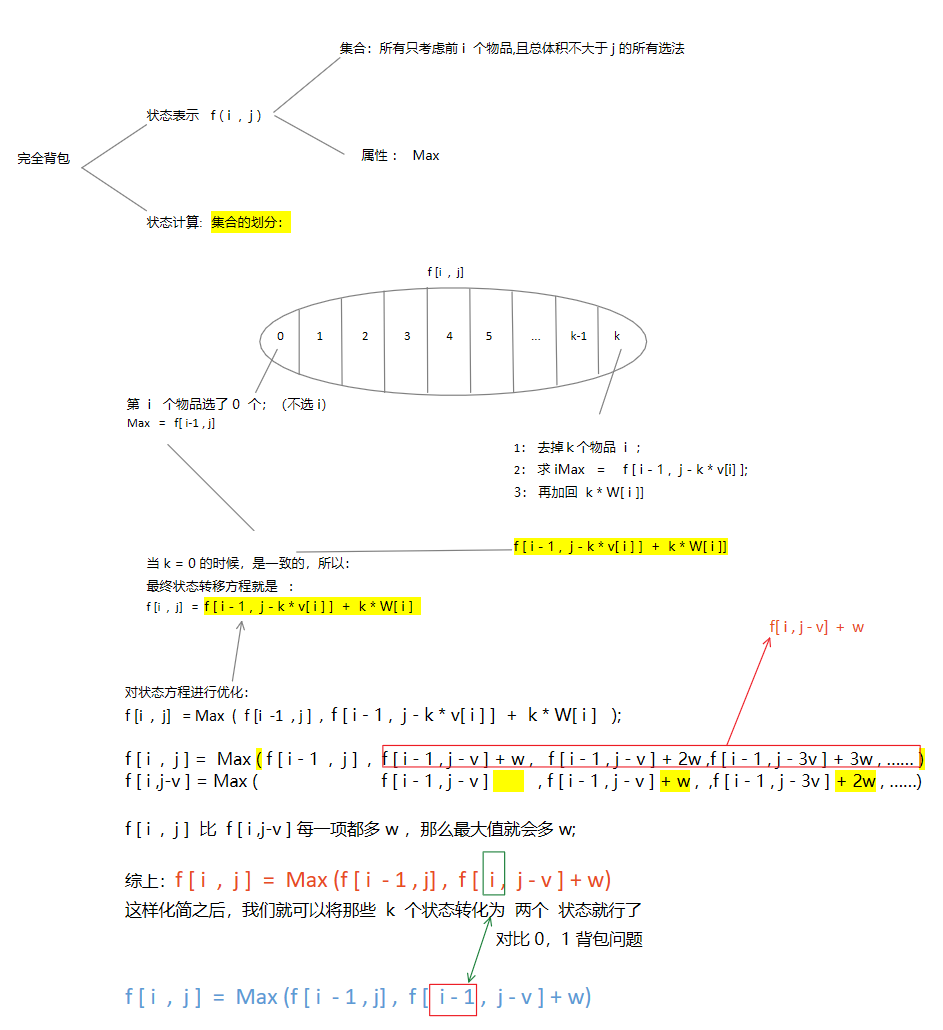 集合：所有只考虑前 i 个物品,且总体积不大于 j 的所有选法
状态表示 f ( i , j )
完全背包
属性： Max
状态计算: 集合的划分：
f [ i , j]
0 1 2 3 4 5 ... k-1 k
第 i 个物品选了 0 个； (不选 i)
Max = f[ i-1 , j]
1： 去掉 k 个物品 i ；
2： 求 iMax = f [ i - 1 , j - k * v[i] ];
3： 再加回 k * W[ i ]]
f [ i - 1 , j - k * v[ i ] ] + k * W[ i ]]
当 k = 0 的时候，是一致的，所以：
最终状态转移方程就是 ：
f [ i , j] = f [ i - 1 , j - k * v[ i ] ] + k * W[ i ]
f[ i , j - v] + w
对状态方程进行优化：
f [ i , j] = Max ( f [ i -1 , j ] , f [ i - 1 , j - k * v[ i ] ] + k * W[ i ] );
f [ i , j ] = Max ( f [ i - 1 , j ] , f [ i - 1 , j - v ] + w , f [ i - 1 , j - v ] + 2w ,f [ i - 1 , j - 3v ] + 3w , ...... )
f [ i ,j-v ] = Max ( f [ i - 1 , j - v ] , f [ i - 1 , j - v ] + w , ,f [ i - 1 , j - 3v ] + 2w , ......)
f [ i , j ] 比 f [ i ,j-v ] 每一项都多 w ，那么最大值就会多 w;
综上：f [ i , j ] = Max (f [ i - 1 , j] , f [ i , j - v ] + w)
这样化简之后，我们就可以将那些 k 个状态转化为 两个 状态就行了
对比 0，1 背包问题
f [ i , j ] = Max (f [ i - 1 , j] , f [ i - 1 , j - v ] + w)